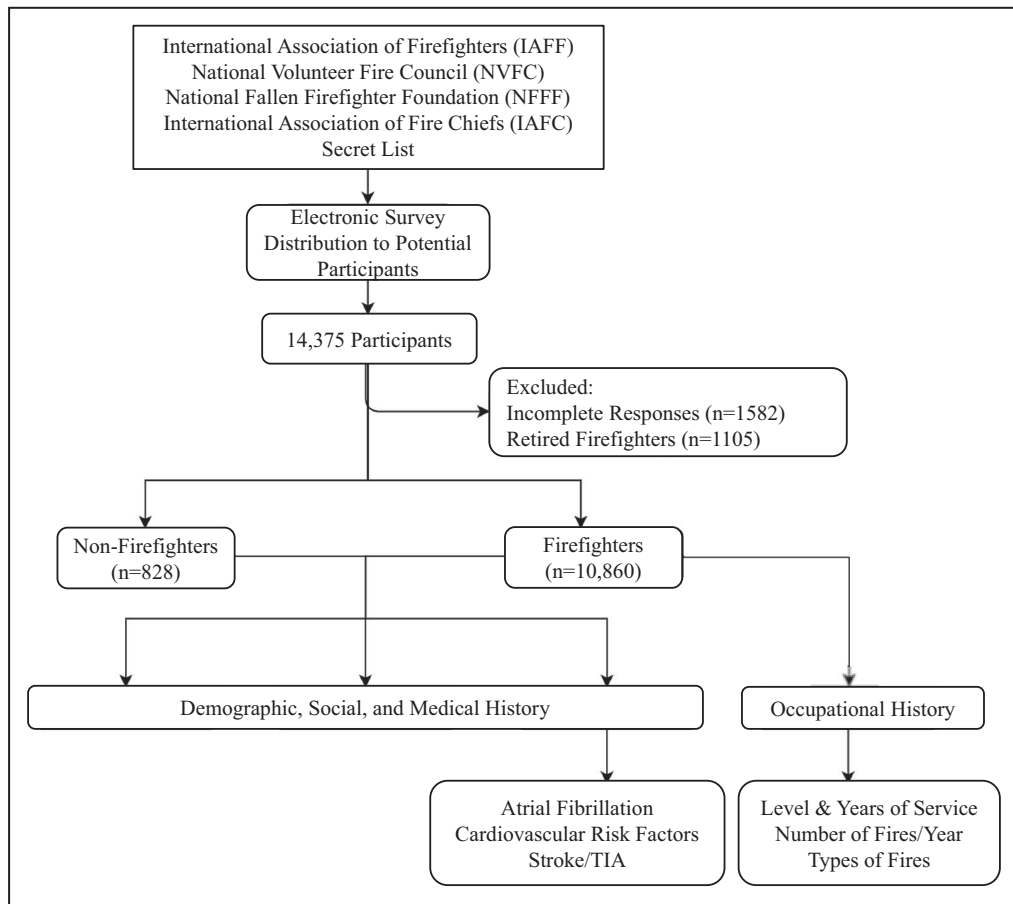 International Association of Firefighters (IAFF)
National Volunteer Fire Council (NVFC)
National Fallen Firefighter Foundation (NFFF)
International Association of Fire Chiefs (IAFC)
Secret List
Electronic Survey
Distribution to Potential
Participants
14,375 Participants
Excluded:
Incomplete Responses (n=1582)
Retired Firefighters (n=1105)
Non-Firefighters
(n=828)
Firefighters
(n=10,860)
Demographic, Social, and Medical History
Occupational History
Atrial Fibrillation
Cardiovascular Risk Factors
Stroke/TIA
Level & Years of Service
Number of Fires/Year
Types of Fires